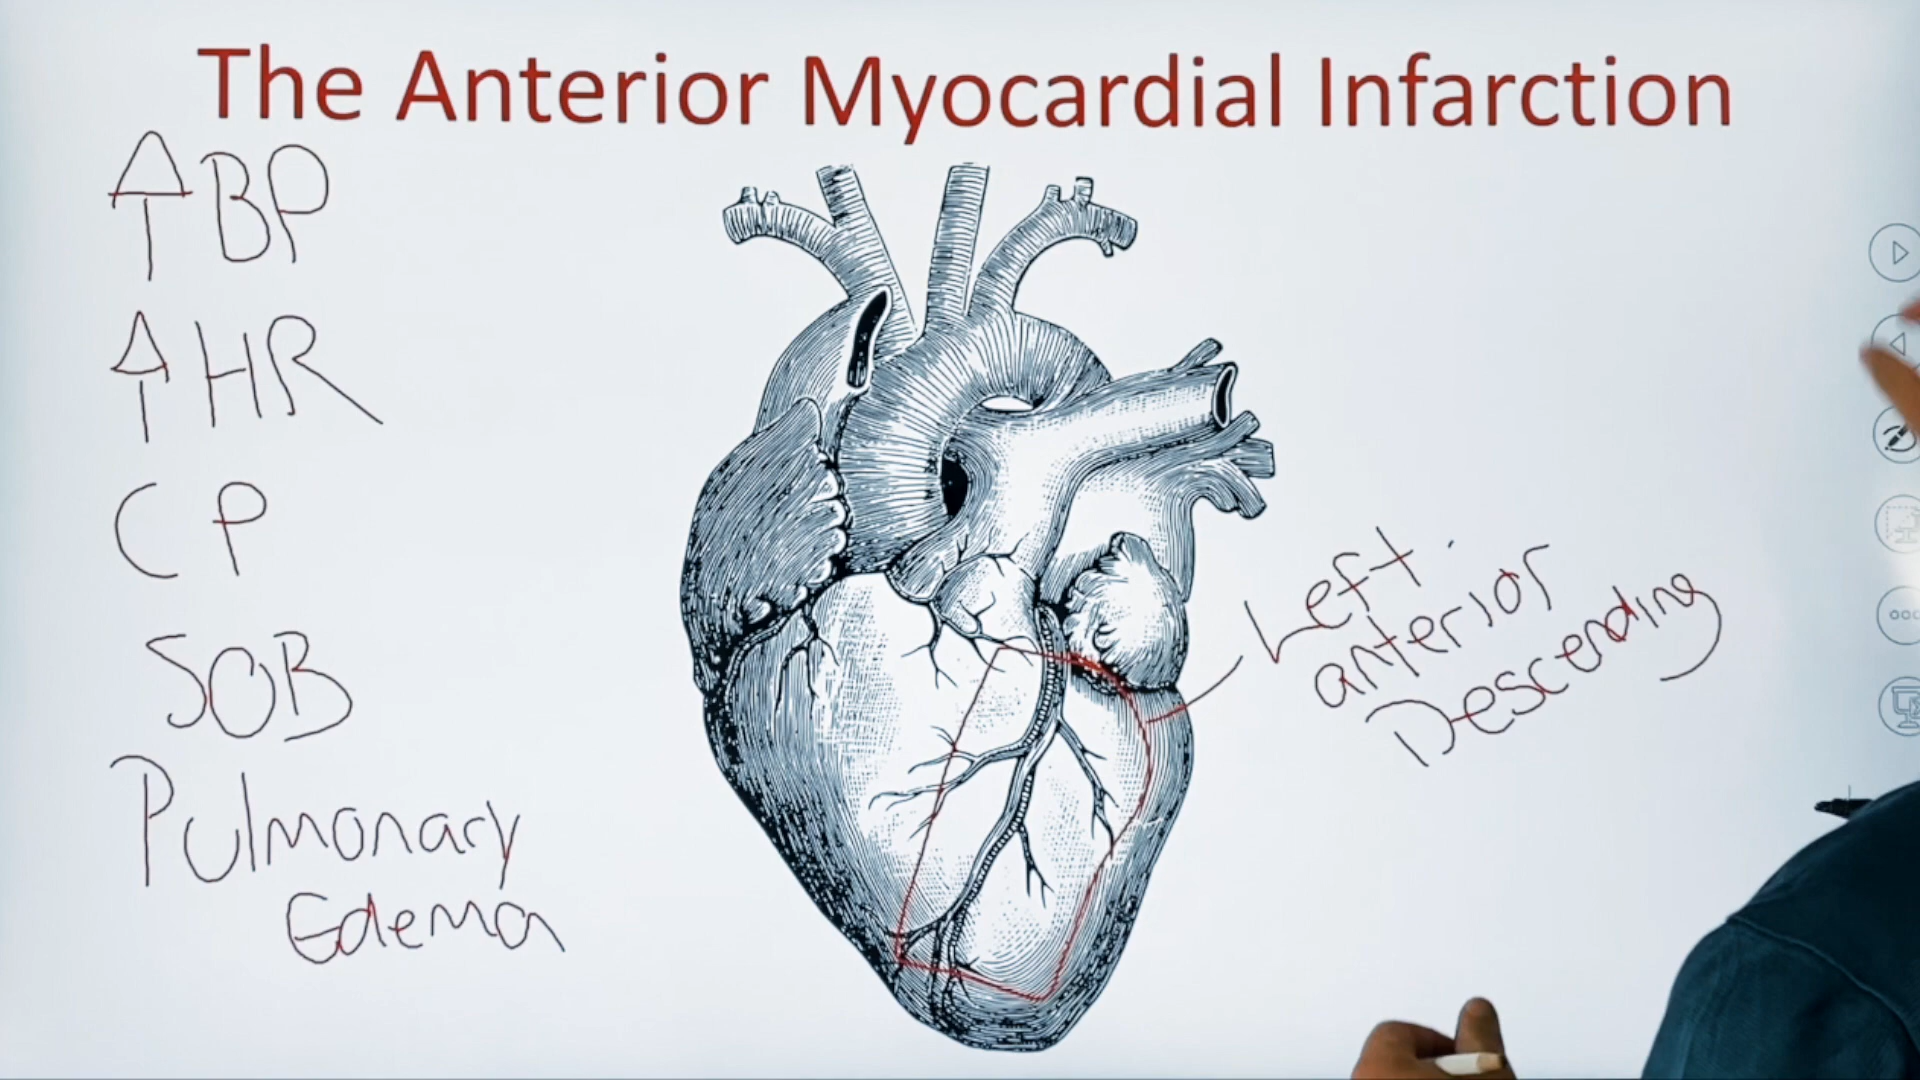 The Anterior Myocardial Infarction
↑ BP
↑ HR
CP
SOB
Pulmonary
Edema
Left
anterior
Descending